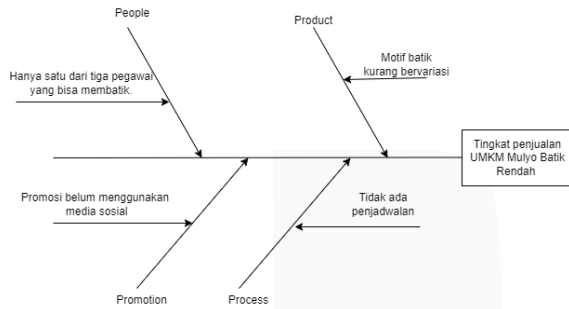 People
Product
Motif batik
kurang bervariasi
Hanya satu dari tiga pegawai
yang bisa membatik.
Tingkat penjualan
UMKM Mulyo Batik
Rendah
Promosi belum menggunakan
media sosial
Tidak ada
penjadwalan
Promotion
Process